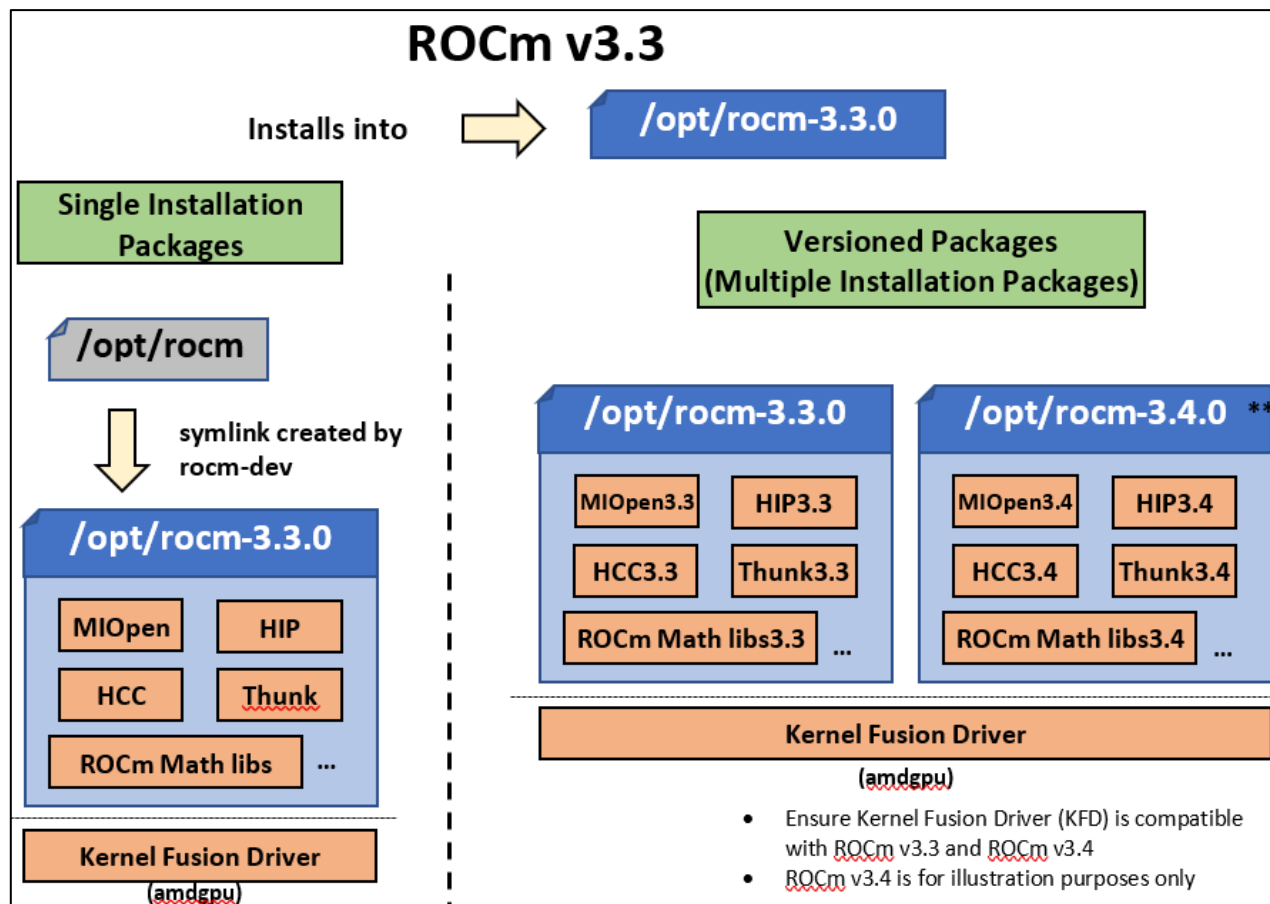 ROCm v3.3
Installs into
/opt/rocm-3.3.0
Single Installation
Packages
/opt/rocm
symlink created by
rocm-dev
/opt/rocm-3.3.0
MIOpen
HIP
HCC
Thunk
ROCm Math libs
...
Kernel Fusion Driver
(amdgpu)
Versioned Packages
(Multiple Installation Packages)
/opt/rocm-3.3.0
MIOpen3.3
HIP3.3
HCC3.3
Thunk3.3
ROCm Math libs3.3
...
/opt/rocm-3.4.0 **
MIOpen3.4
HIP3.4
HCC3.4
Thunk3.4
ROCm Math libs3.4
...
Kernel Fusion Driver
(amdgpu)
• Ensure Kernel Fusion Driver (KFD) is compatible
with ROCm v3.3 and ROCm v3.4
• ROCm v3.4 is for illustration purposes only